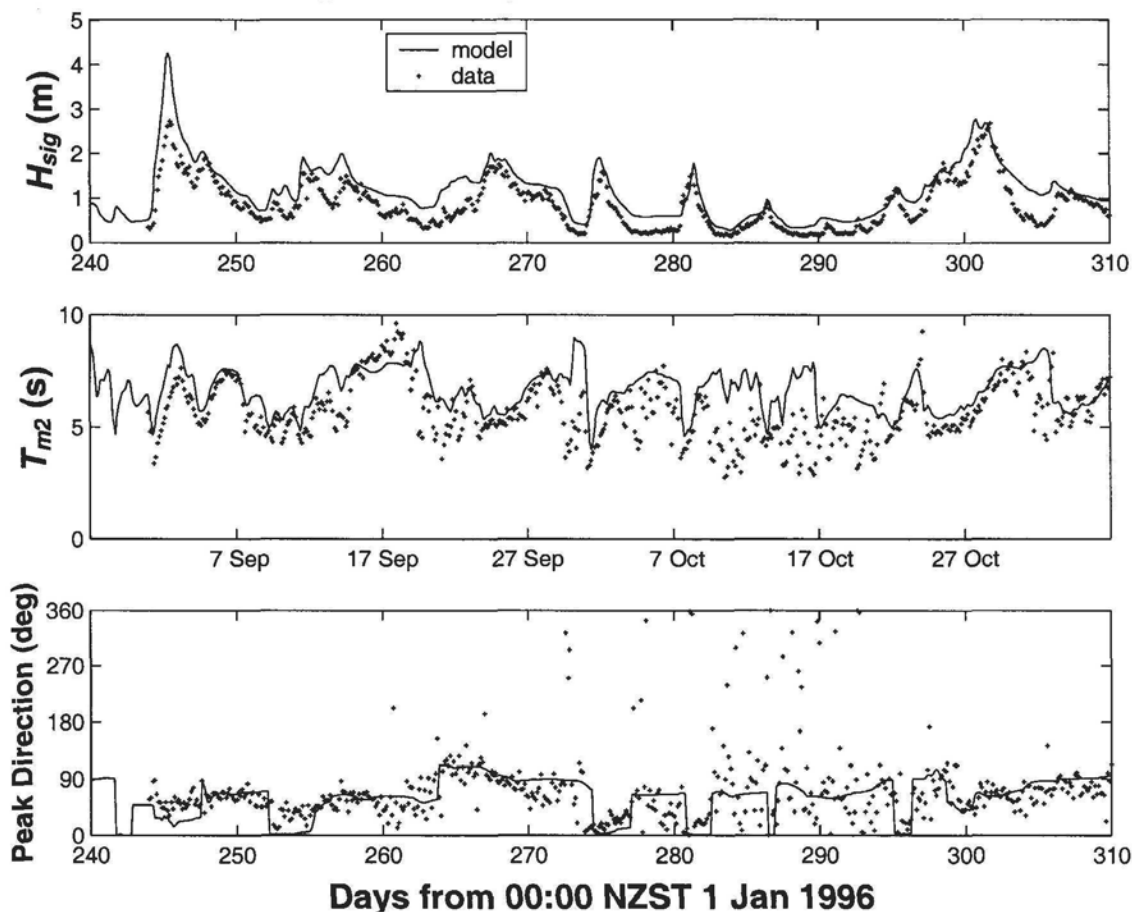 5
4
3
2
1
0
H_sig (m)
model
data
240 250 260 270 280 290 300 310
10
5
0
T_m2 (s)
7 Sep 17 Sep 27 Sep 7 Oct 17 Oct 27 Oct
360
270
180
90
0
Peak Direction (deg)
240 250 260 270 280 290 300 310
Days from 00:00 NZST 1 Jan 1996